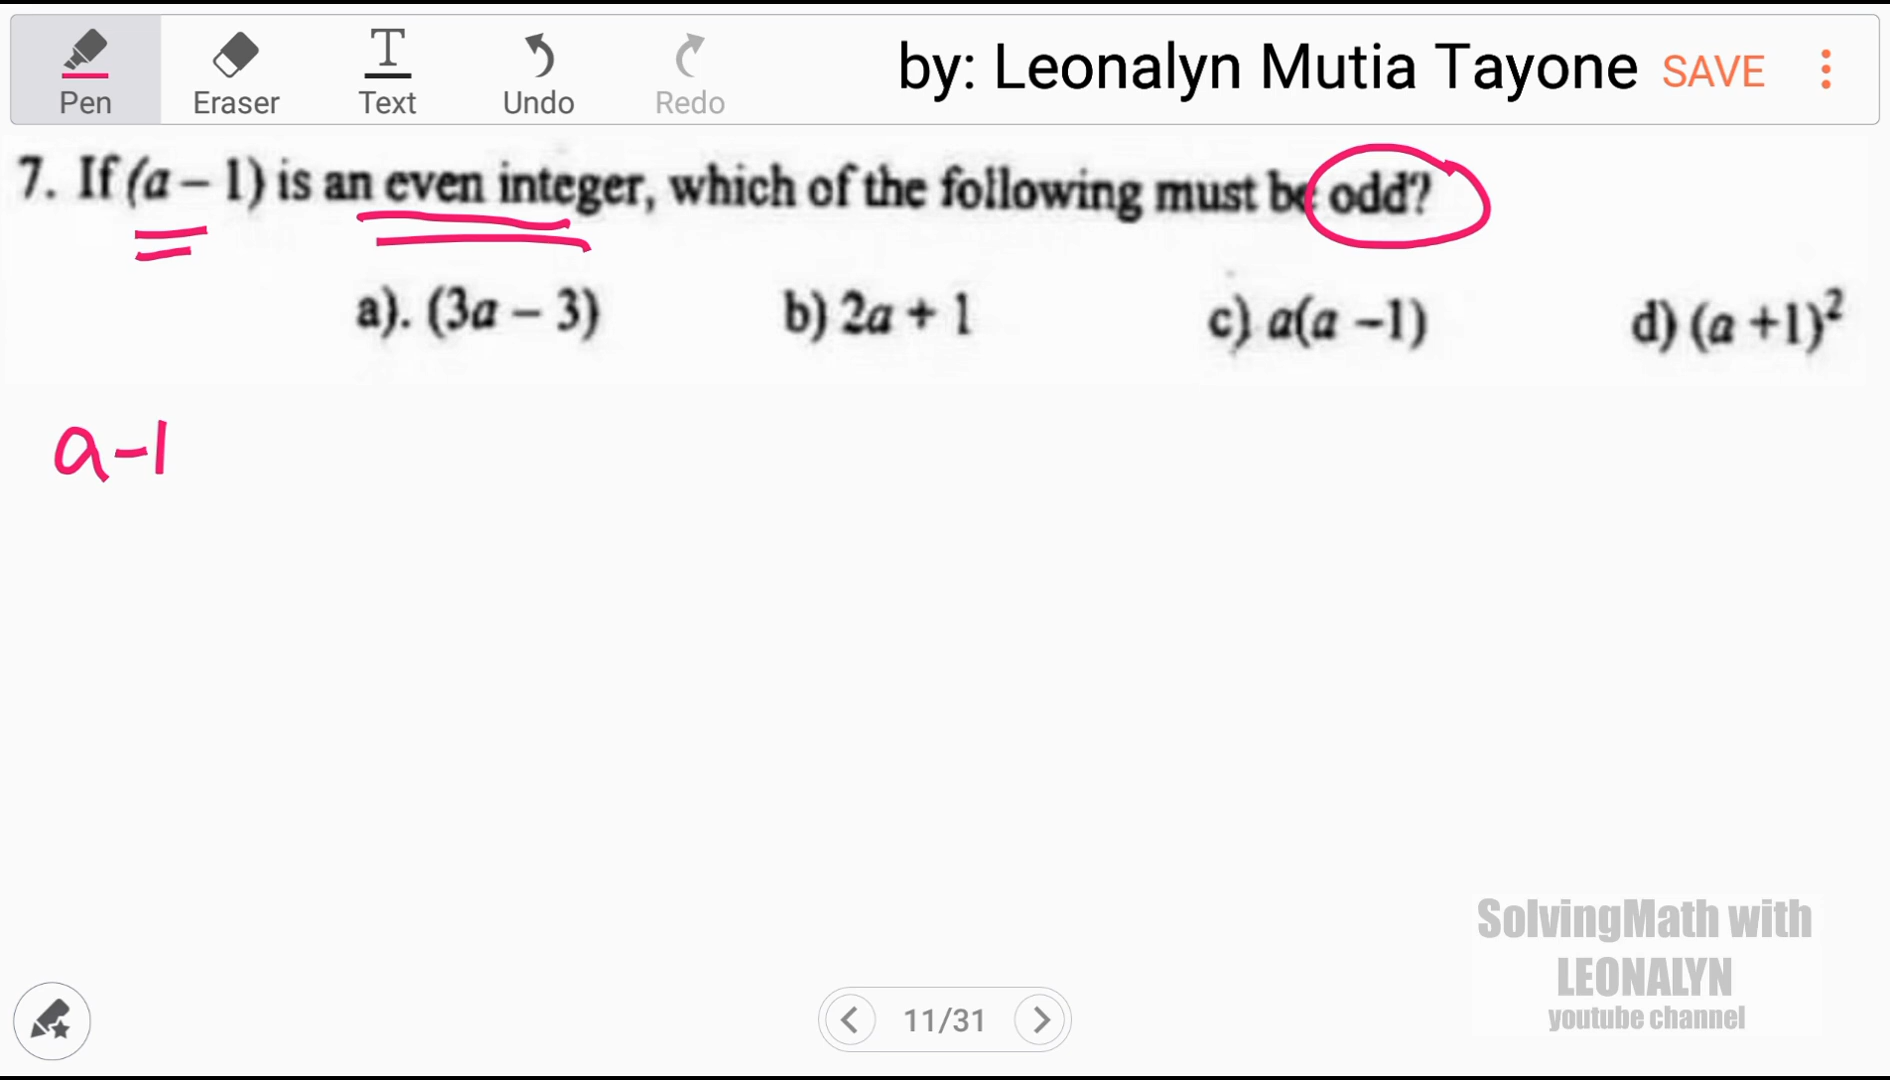 by: Leonalyn Mutia Tayone SAVE
Pen Eraser Text Undo Redo
7. If (a – 1) is an even integer, which of the following must be odd?
a). (3a – 3) b) 2a + 1 c) a(a –1) d) (a +1)²
a-1
SolvingMath with
LEONALYN
youtube channel
11/31